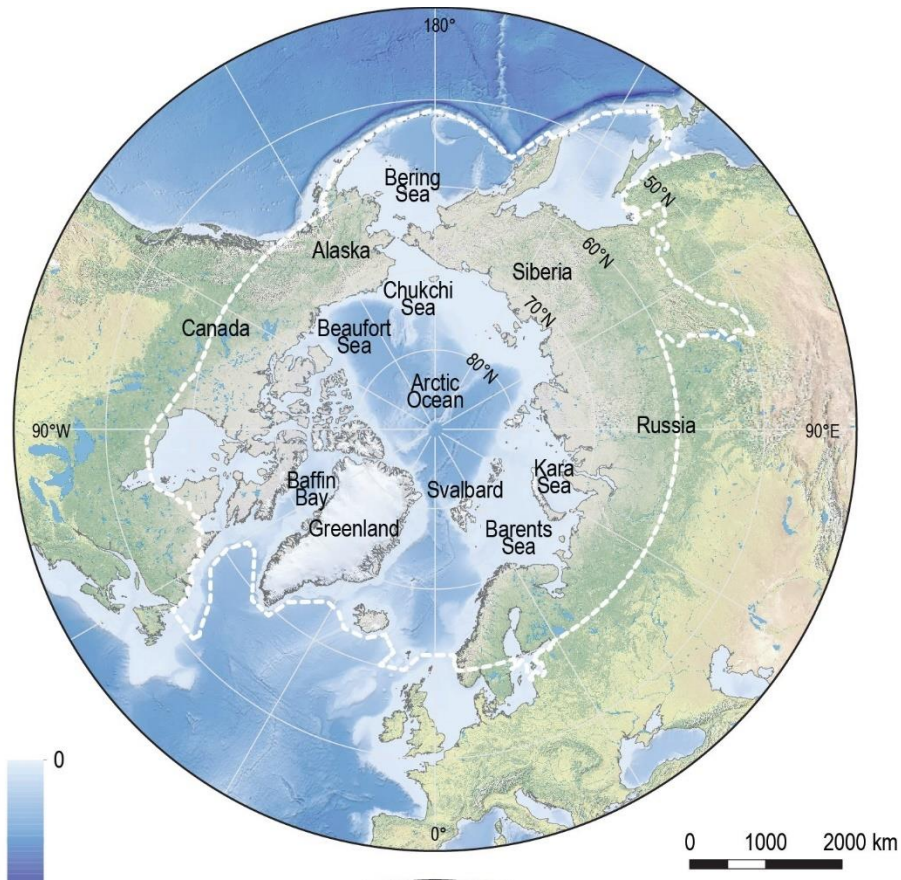 180°
Bering
Sea
50°N
Alaska
60°N
Siberia
Chukchi
Sea
70°N
Canada
Beaufort
Sea
80°N
Arctic
Ocean
90°W
Russia
90°E
Baffin
Bay
Svalbard
Kara
Sea
Greenland
Barents
Sea
0
0°
0 1000 2000 km